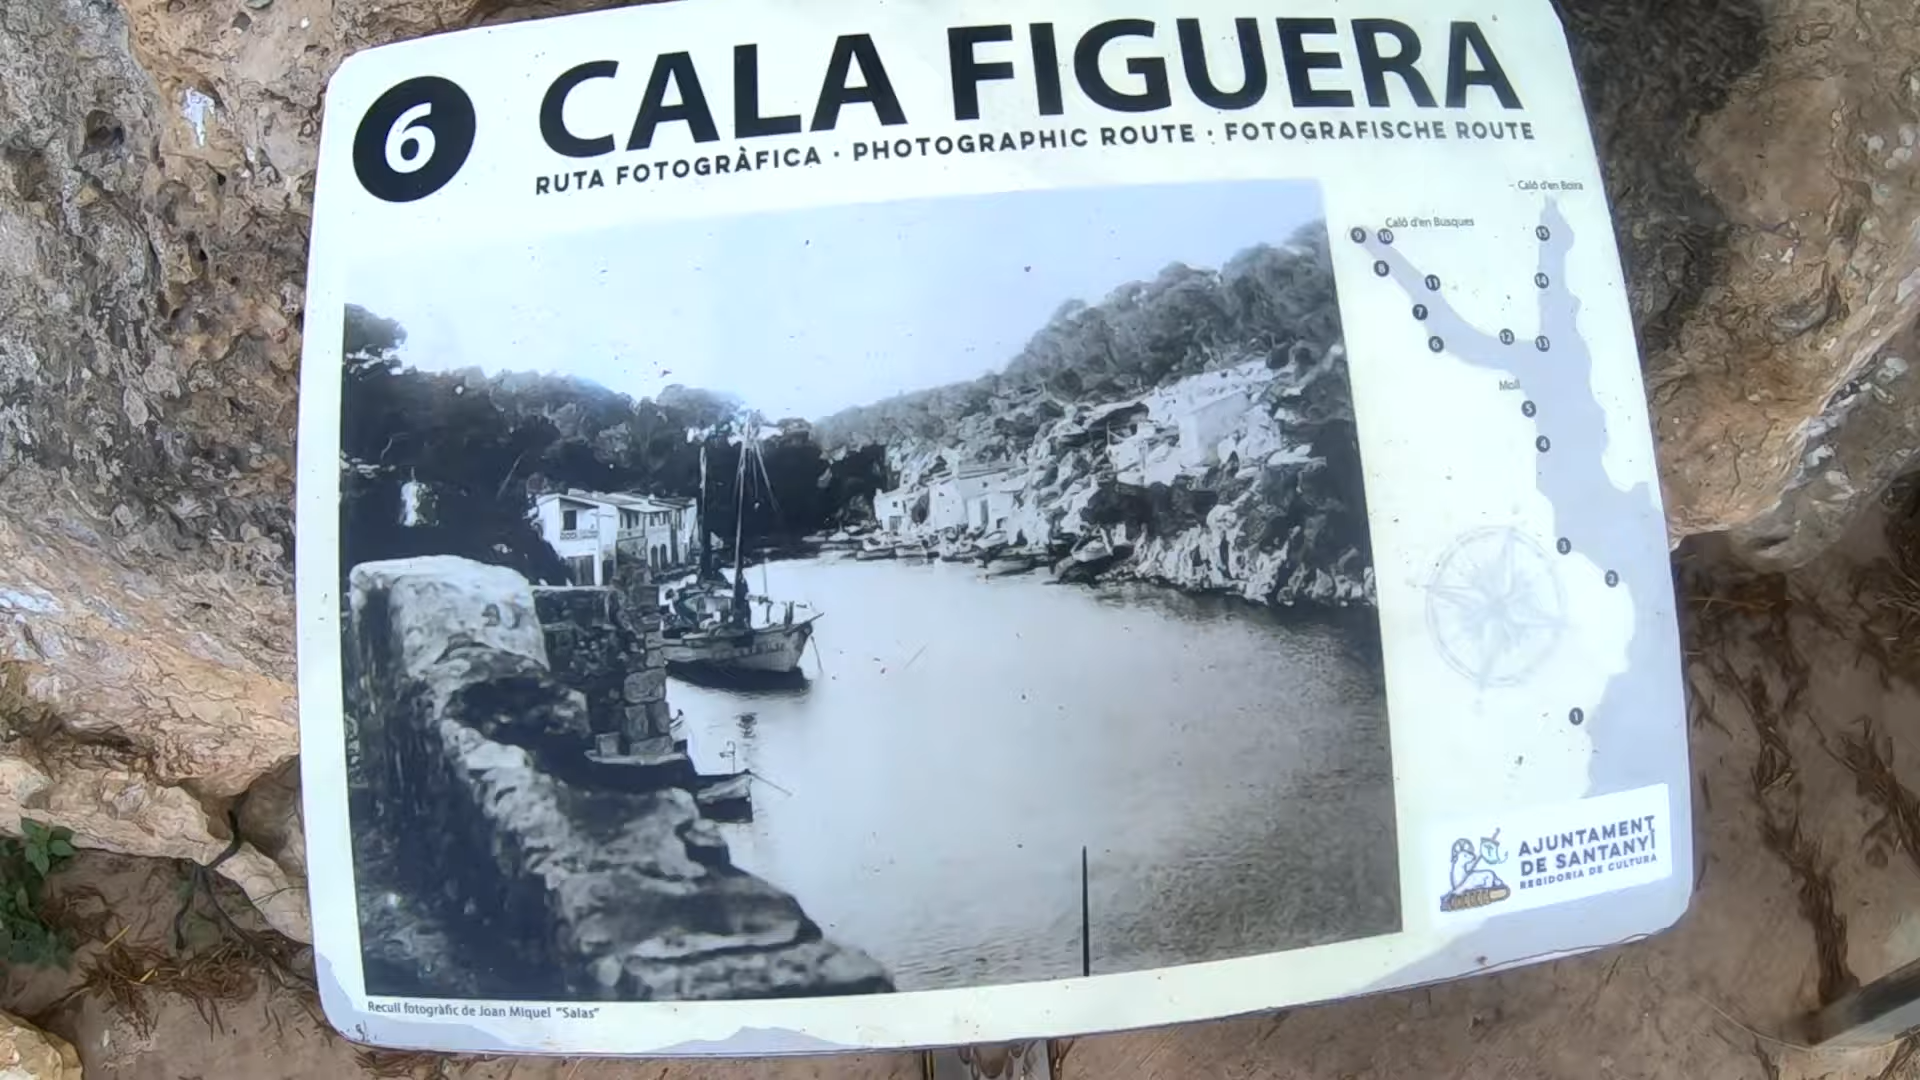 6 CALA FIGUERA
RUTA FOTOGRÀFICA · PHOTOGRAPHIC ROUTE · FOTOGRAFISCHE ROUTE
Caló d'en Boira
Caló d'en Busques
9
10
15
8
11
14
7
6
12
13
Moll
5
4
3
2
1
AJUNTAMENT
DE SANTANYÍ
REGIDORIA DE CULTURA
Recull fotogràfic de Joan Miquel "Salas"